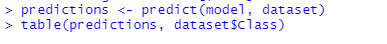 > predictions <- predict(model, dataset)
> table(predictions, dataset$Class)